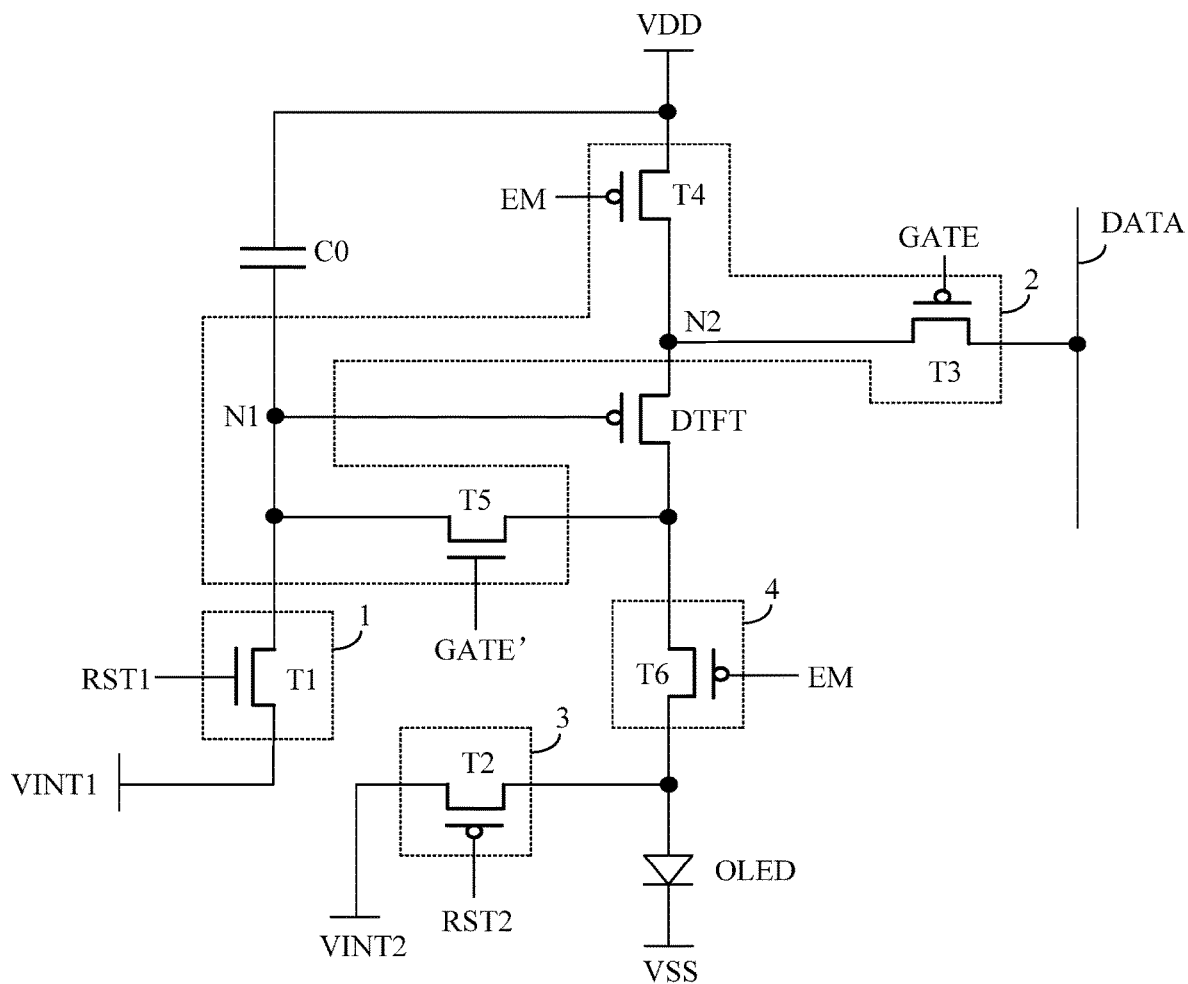 VDD
EM
T4
DATA
GATE
C0
2
N2
T3
N1
DTFT
T5
4
1
GATE’
RST1
T1
T6
EM
3
T2
VINT1
OLED
RST2
VINT2
VSS